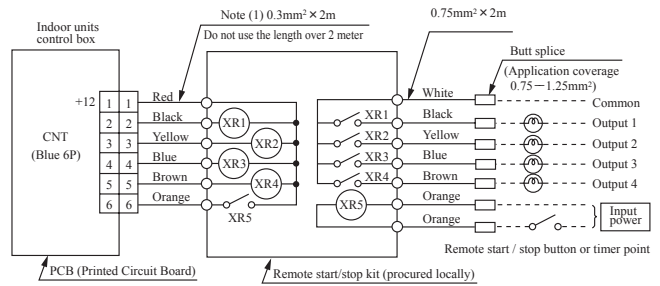 Note (1) 0.3mm² × 2m
Do not use the length over 2 meter
0.75mm² × 2m
Indoor units
control box
Butt splice
(Application coverage
0.75－1.25mm²)
+12
CNT
(Blue 6P)
1 1 Red
2 2 Black
3 3 Yellow
4 4 Blue
5 5 Brown
6 6 Orange
XR1
XR2
XR3
XR4
XR5
XR1
XR2
XR3
XR4
XR5
White Common
Black Output 1
Yellow Output 2
Blue Output 3
Brown Output 4
Orange
Orange
Input
power
Remote start / stop button or timer point
PCB (Printed Circuit Board)
Remote start/stop kit (procured locally)